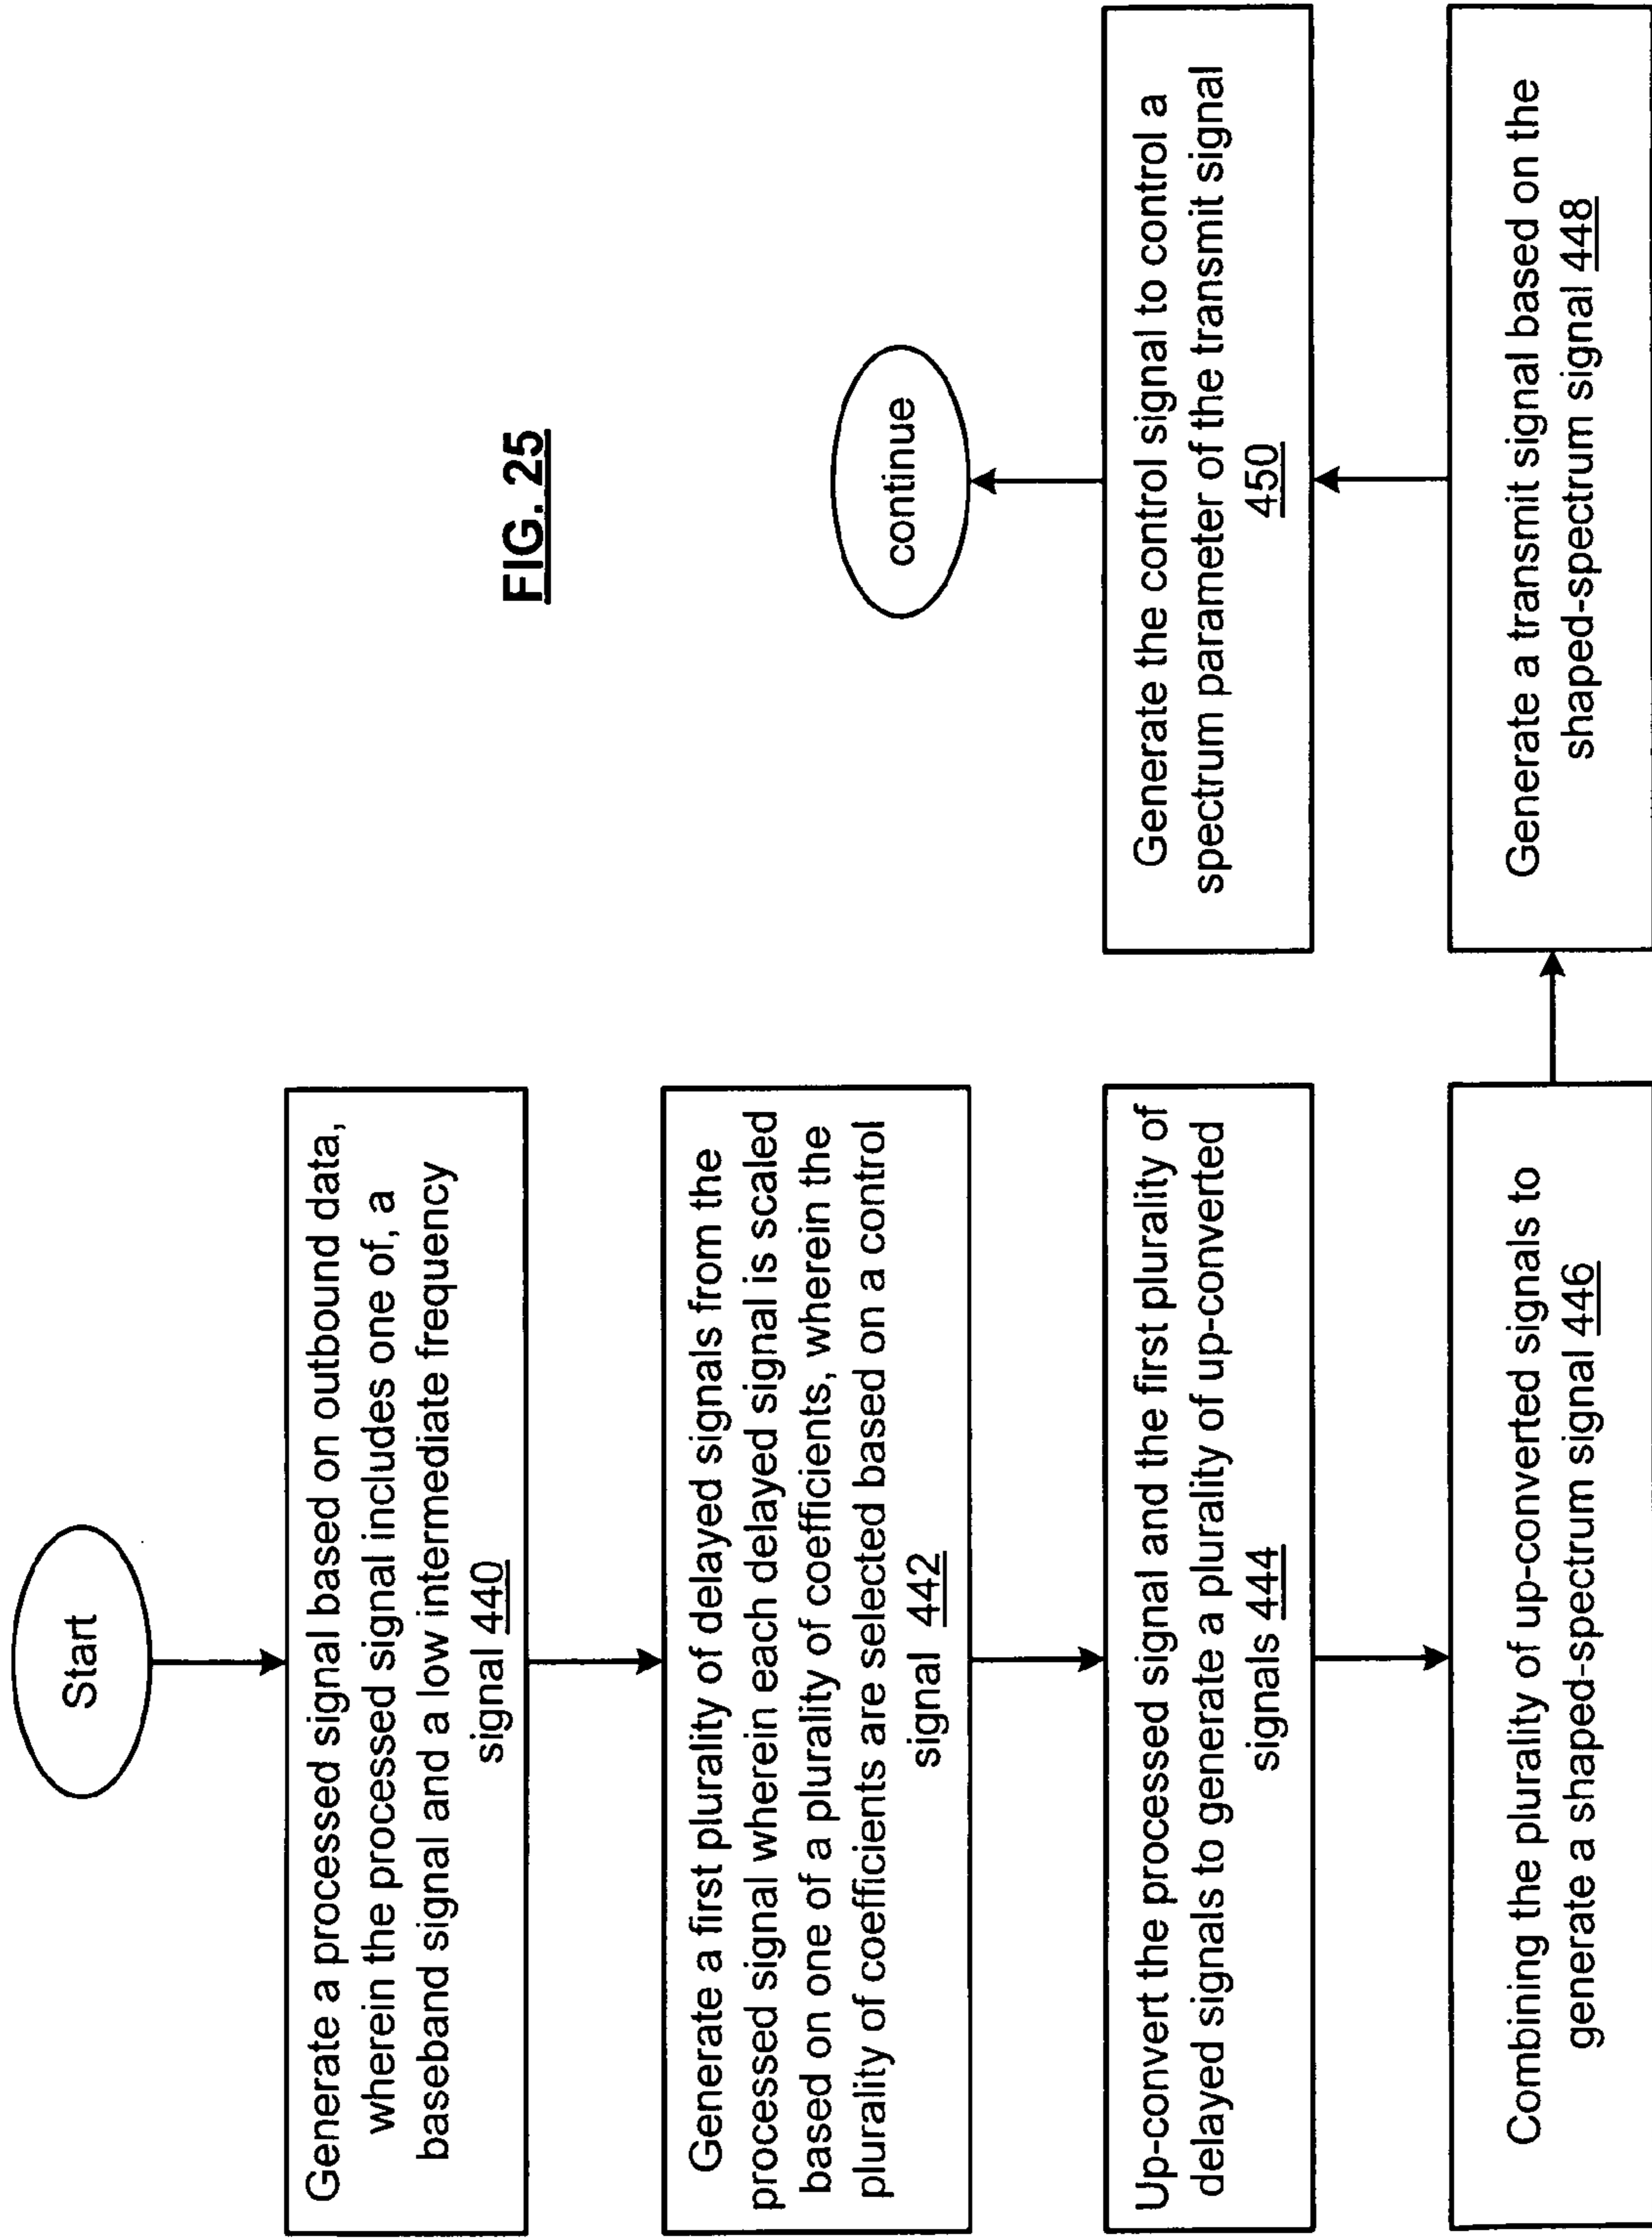 Start
Generate a processed signal based on outbound data,
wherein the processed signal includes one of, a
baseband signal and a low intermediate frequency
signal 440
Generate a first plurality of delayed signals from the
processed signal wherein each delayed signal is scaled
based on one of a plurality of coefficients, wherein the
plurality of coefficients are selected based on a control
signal 442
Up-convert the processed signal and the first plurality of
delayed signals to generate a plurality of up-converted
signals 444
Combining the plurality of up-converted signals to
generate a shaped-spectrum signal 446
Generate a transmit signal based on the
shaped-spectrum signal 448
Generate the control signal to control a
spectrum parameter of the transmit signal
450
continue
FIG. 25